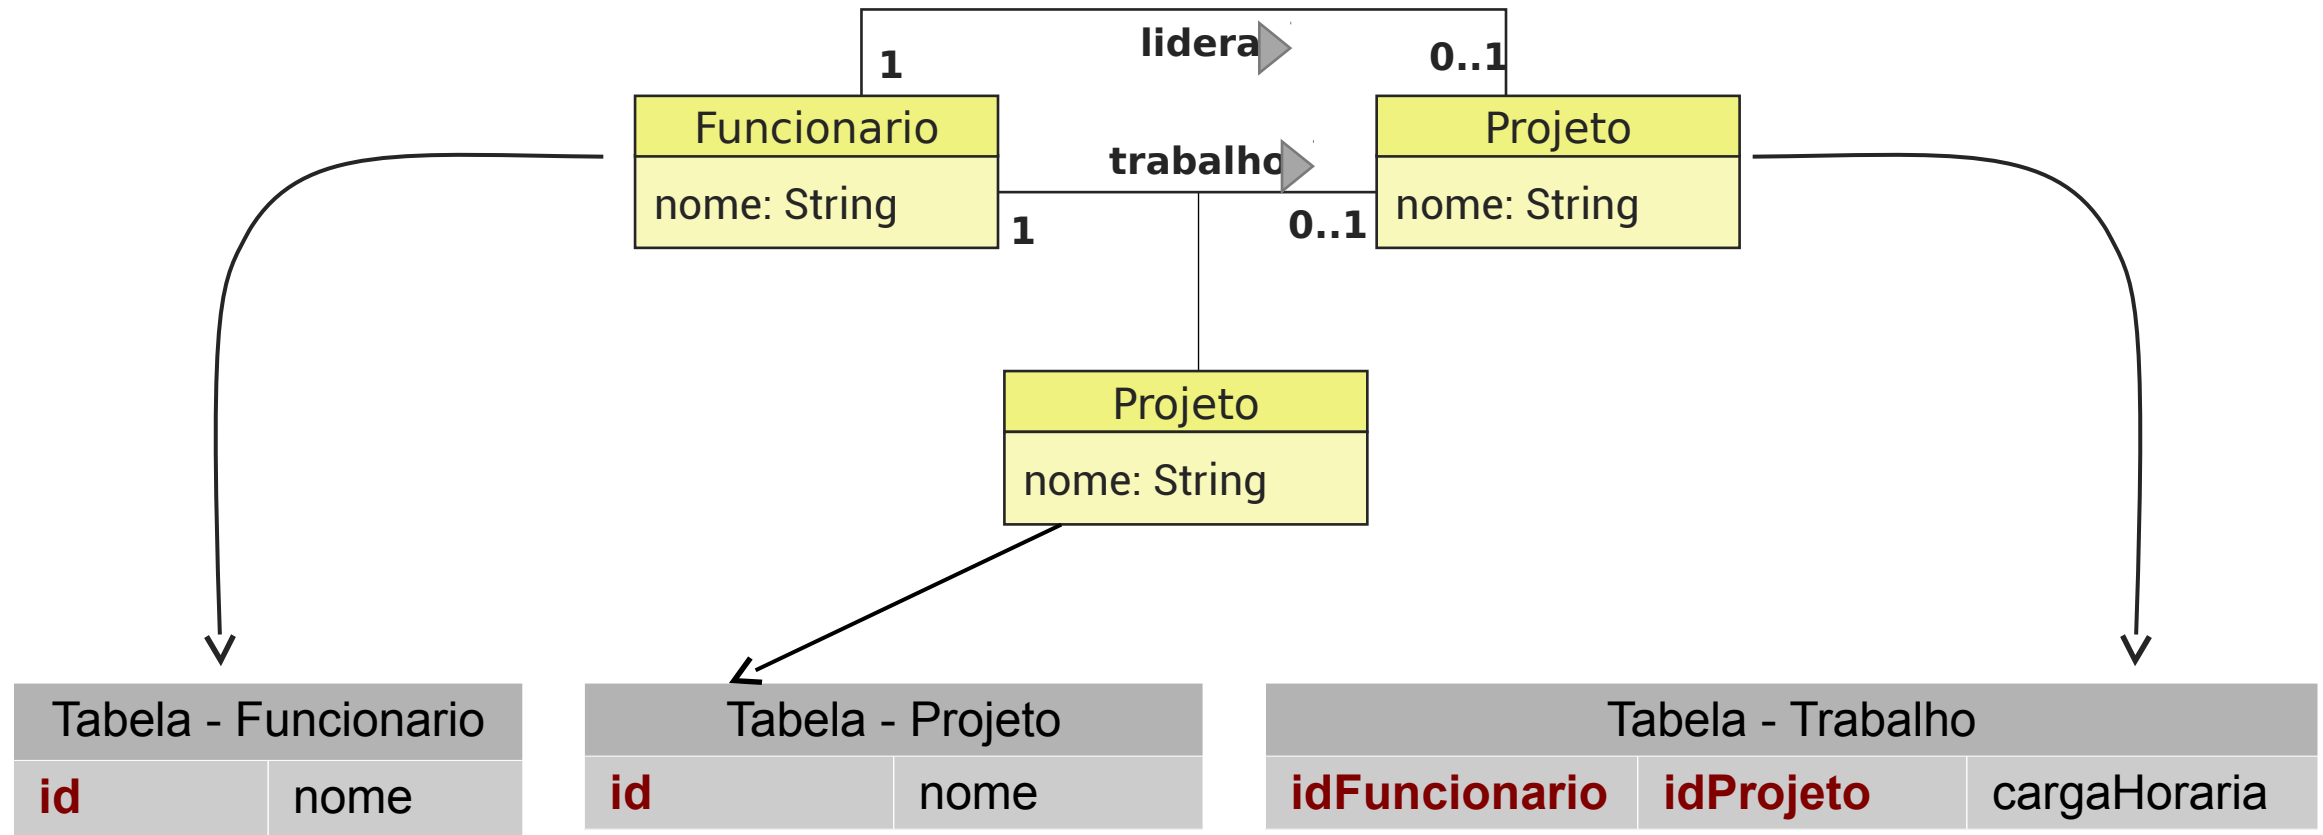 lidera
1
0..1
Funcionario
nome: String
trabalho
1
0..1
Projeto
nome: String
Projeto
nome: String
Tabela - Funcionario
id nome
Tabela - Projeto
id nome
Tabela - Trabalho
idFuncionario idProjeto cargaHoraria